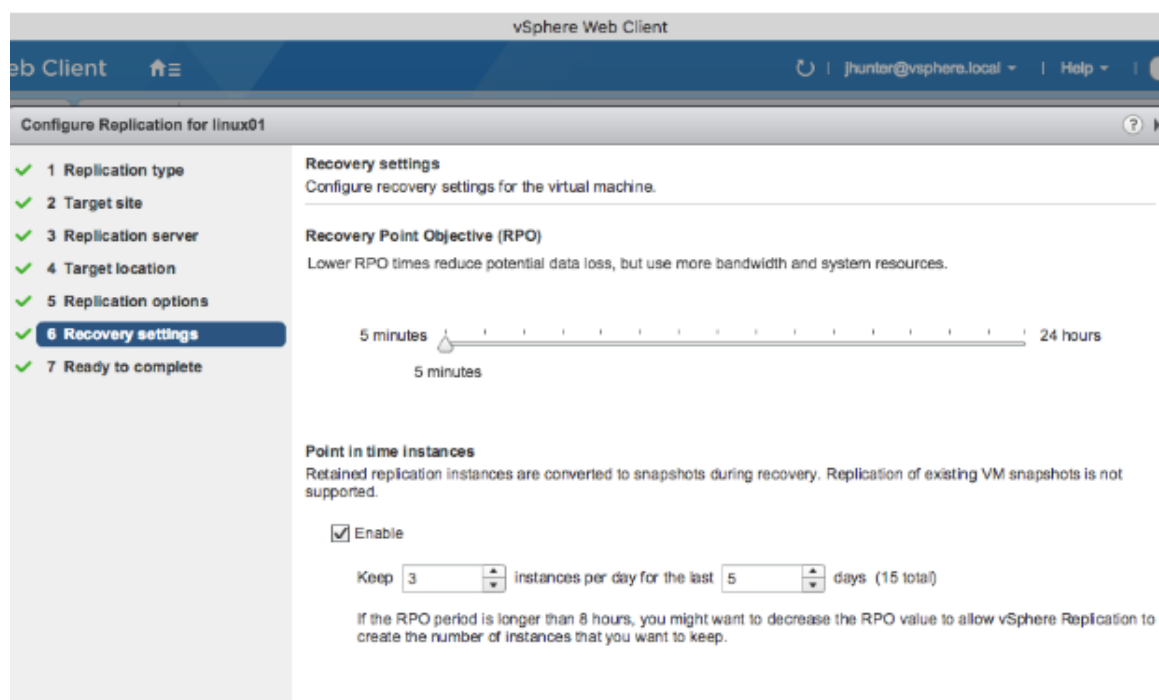 vSphere Web Client
eb Client
jhunter@vsphere.local
Help
Configure Replication for linux01
?
1 Replication type
2 Target site
3 Replication server
4 Target location
5 Replication options
6 Recovery settings
7 Ready to complete
Recovery settings
Configure recovery settings for the virtual machine.
Recovery Point Objective (RPO)
Lower RPO times reduce potential data loss, but use more bandwidth and system resources.
5 minutes
24 hours
5 minutes
Point in time instances
Retained replication instances are converted to snapshots during recovery. Replication of existing VM snapshots is not
supported.
Enable
Keep 3 instances per day for the last 5 days (15 total)
If the RPO period is longer than 8 hours, you might want to decrease the RPO value to allow vSphere Replication to
create the number of instances that you want to keep.